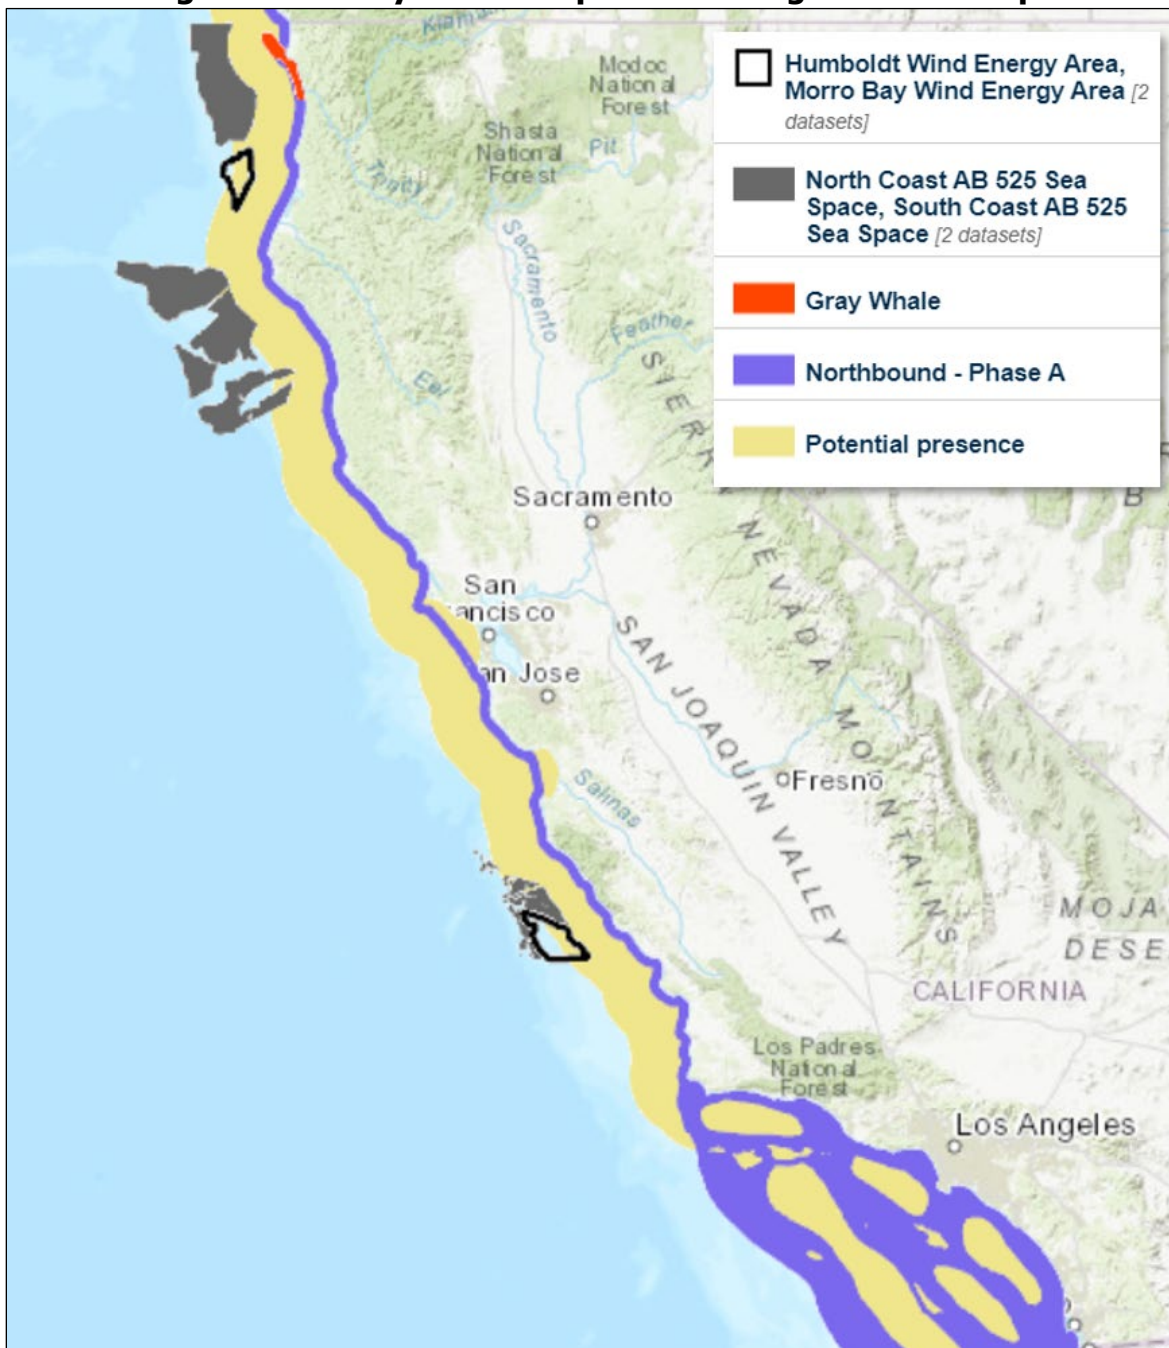 Humboldt Wind Energy Area,
Morro Bay Wind Energy Area [2
datasets]
North Coast AB 525 Sea
Space, South Coast AB 525
Sea Space [2 datasets]
Gray Whale
Northbound - Phase A
Potential presence
Modoc
National
Forest
Shasta
National
Forest
Pit
Trinity
Sacramento
Feather
Eel
SIERRA NEVADA MOUNTAINS
Sacramento
San
ancisco
an Jose
SAN JOAQUIN VALLEY
Fresno
Salinas
MOJA
DESE
CALIFORNIA
Los Padres
National
Forest
Los Angeles